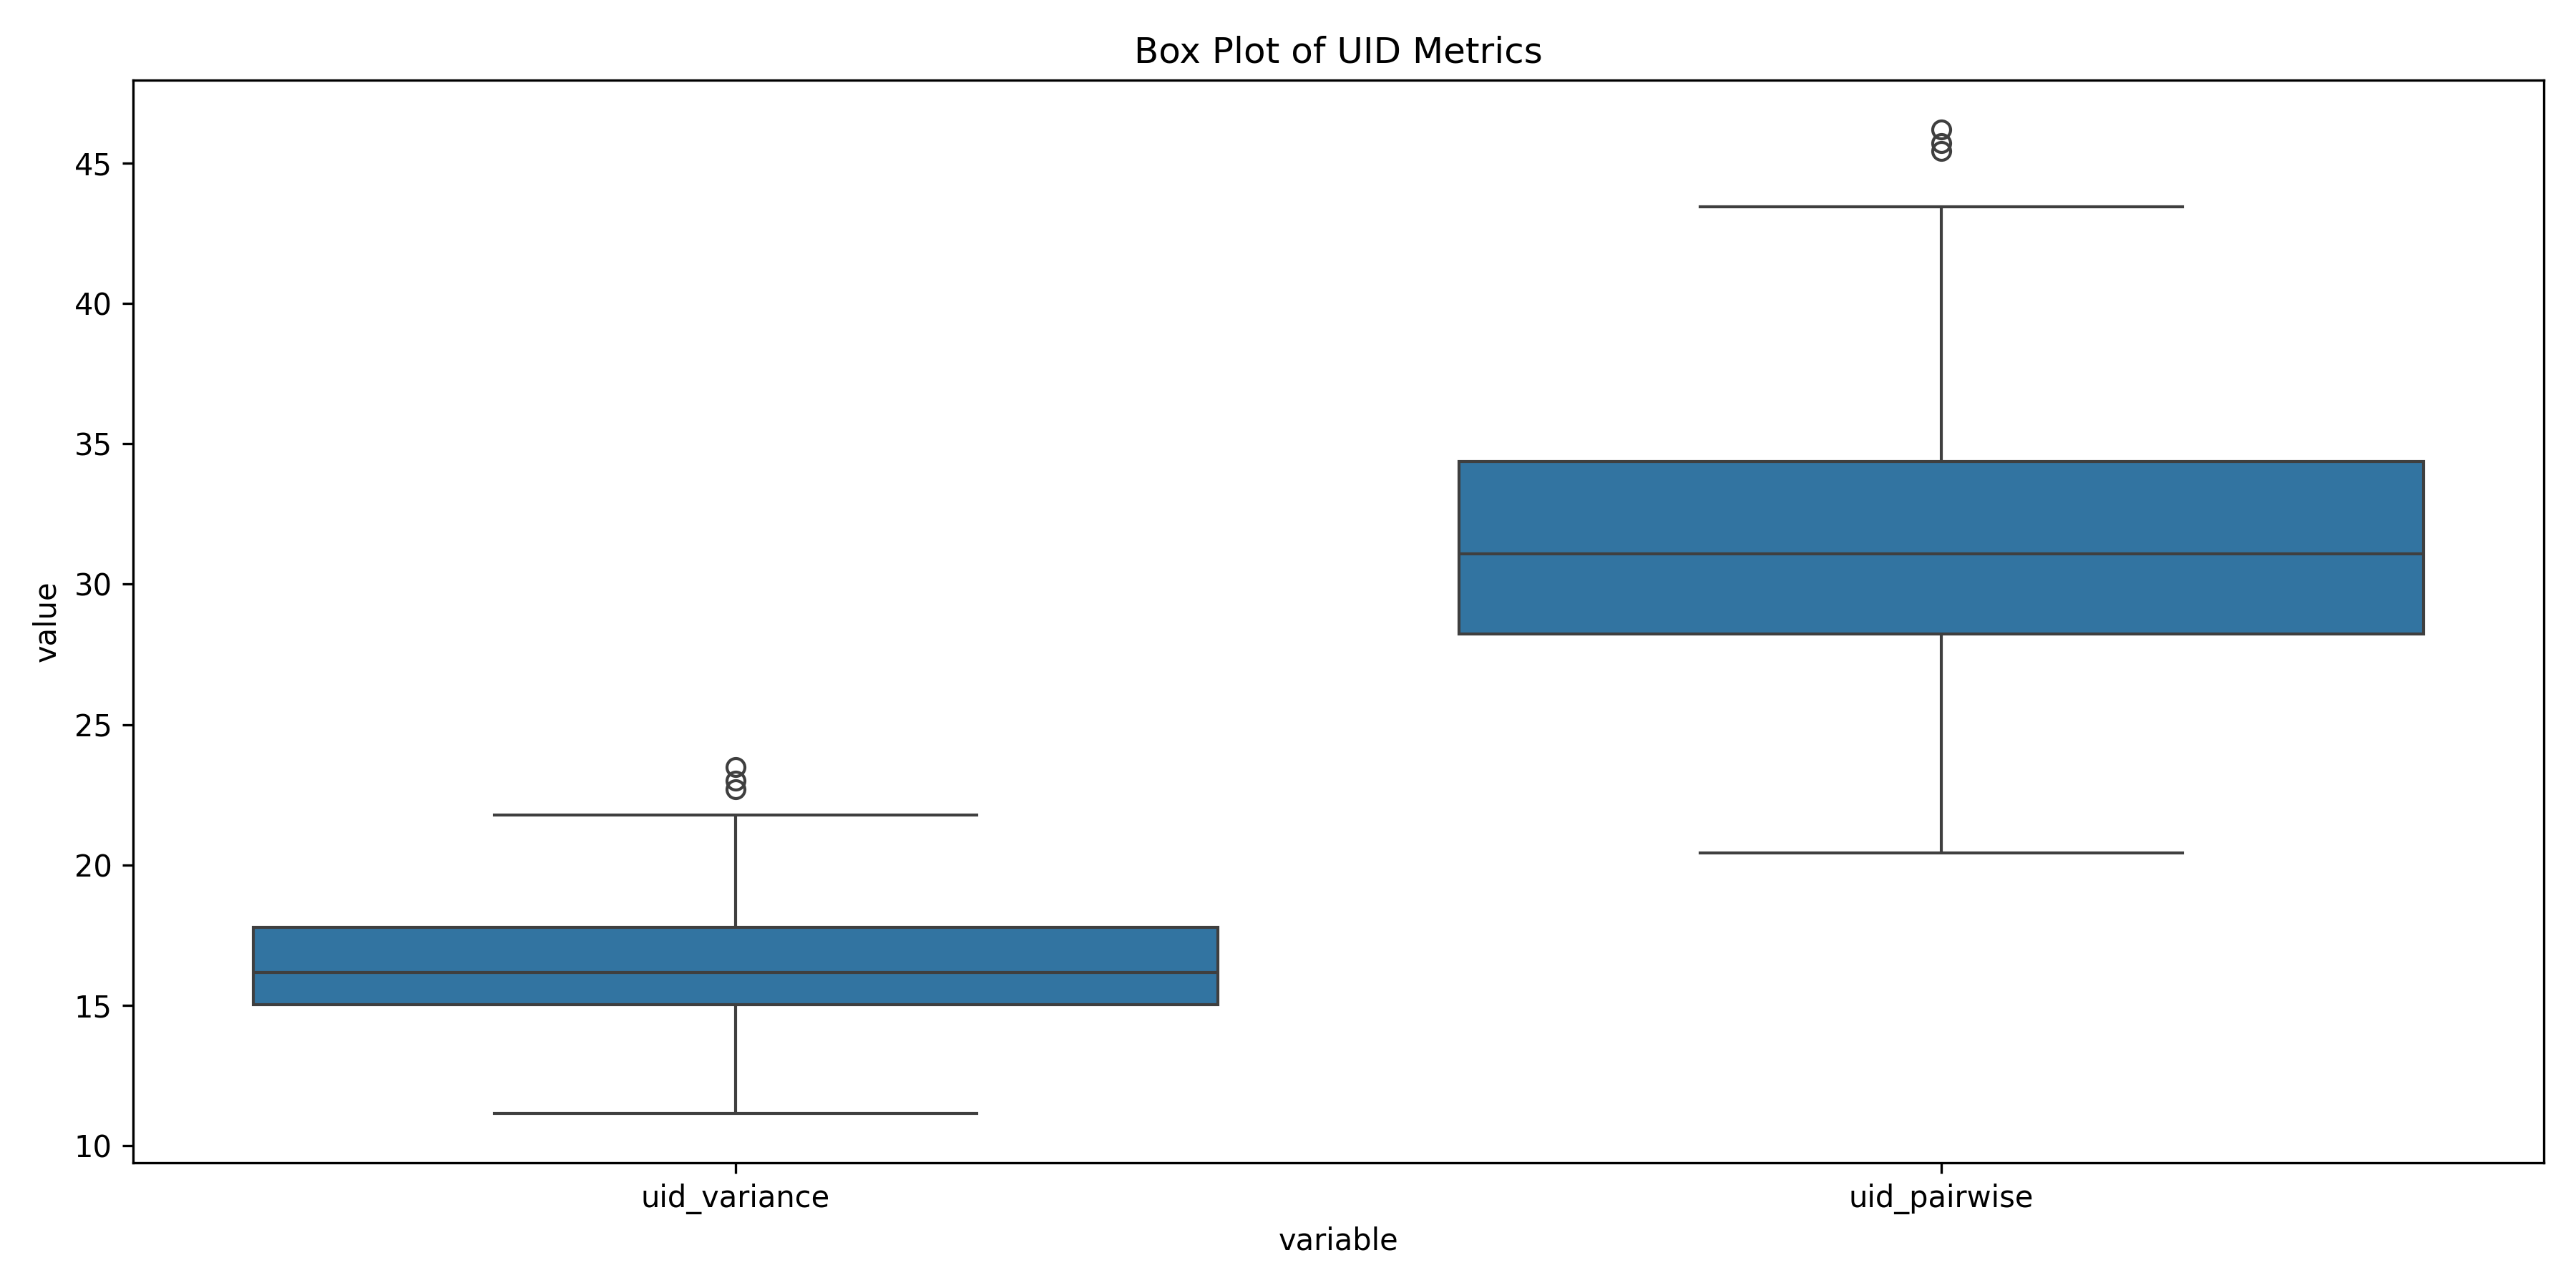 Box Plot of UID Metrics
value
45
40
35
30
25
20
15
10
uid_variance
uid_pairwise
variable